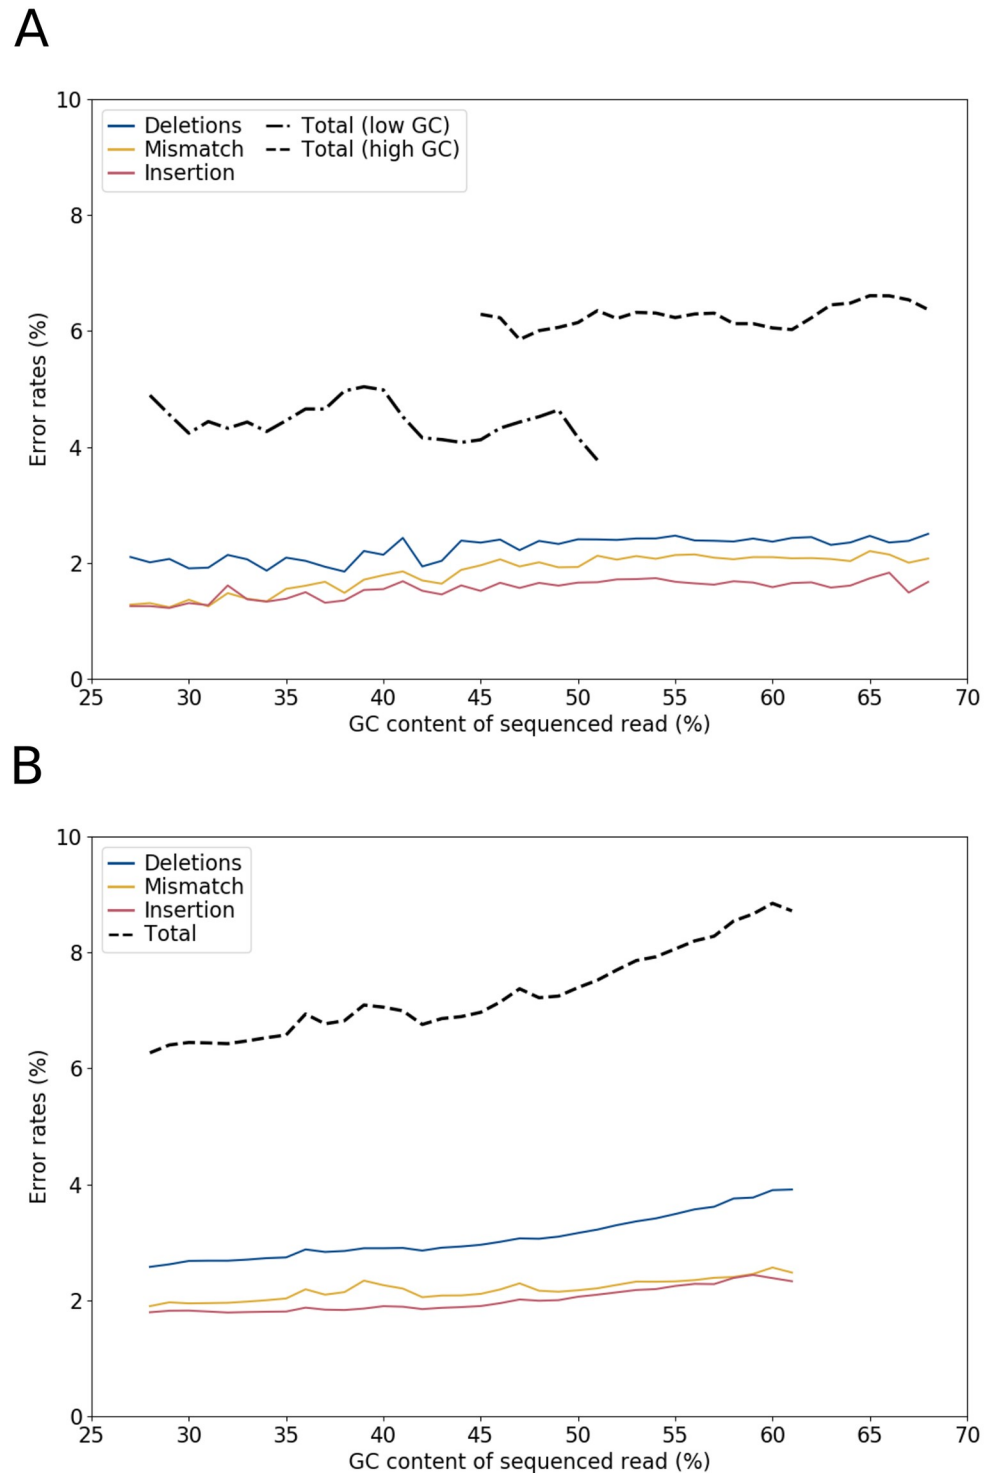 A
10
8
6
4
2
0
Error rates (%)
Deletions
Mismatch
Insertion
Total (low GC)
Total (high GC)
25 30 35 40 45 50 55 60 65 70
GC content of sequenced read (%)
B
10
8
6
4
2
0
Error rates (%)
Deletions
Mismatch
Insertion
Total
25 30 35 40 45 50 55 60 65 70
GC content of sequenced read (%)